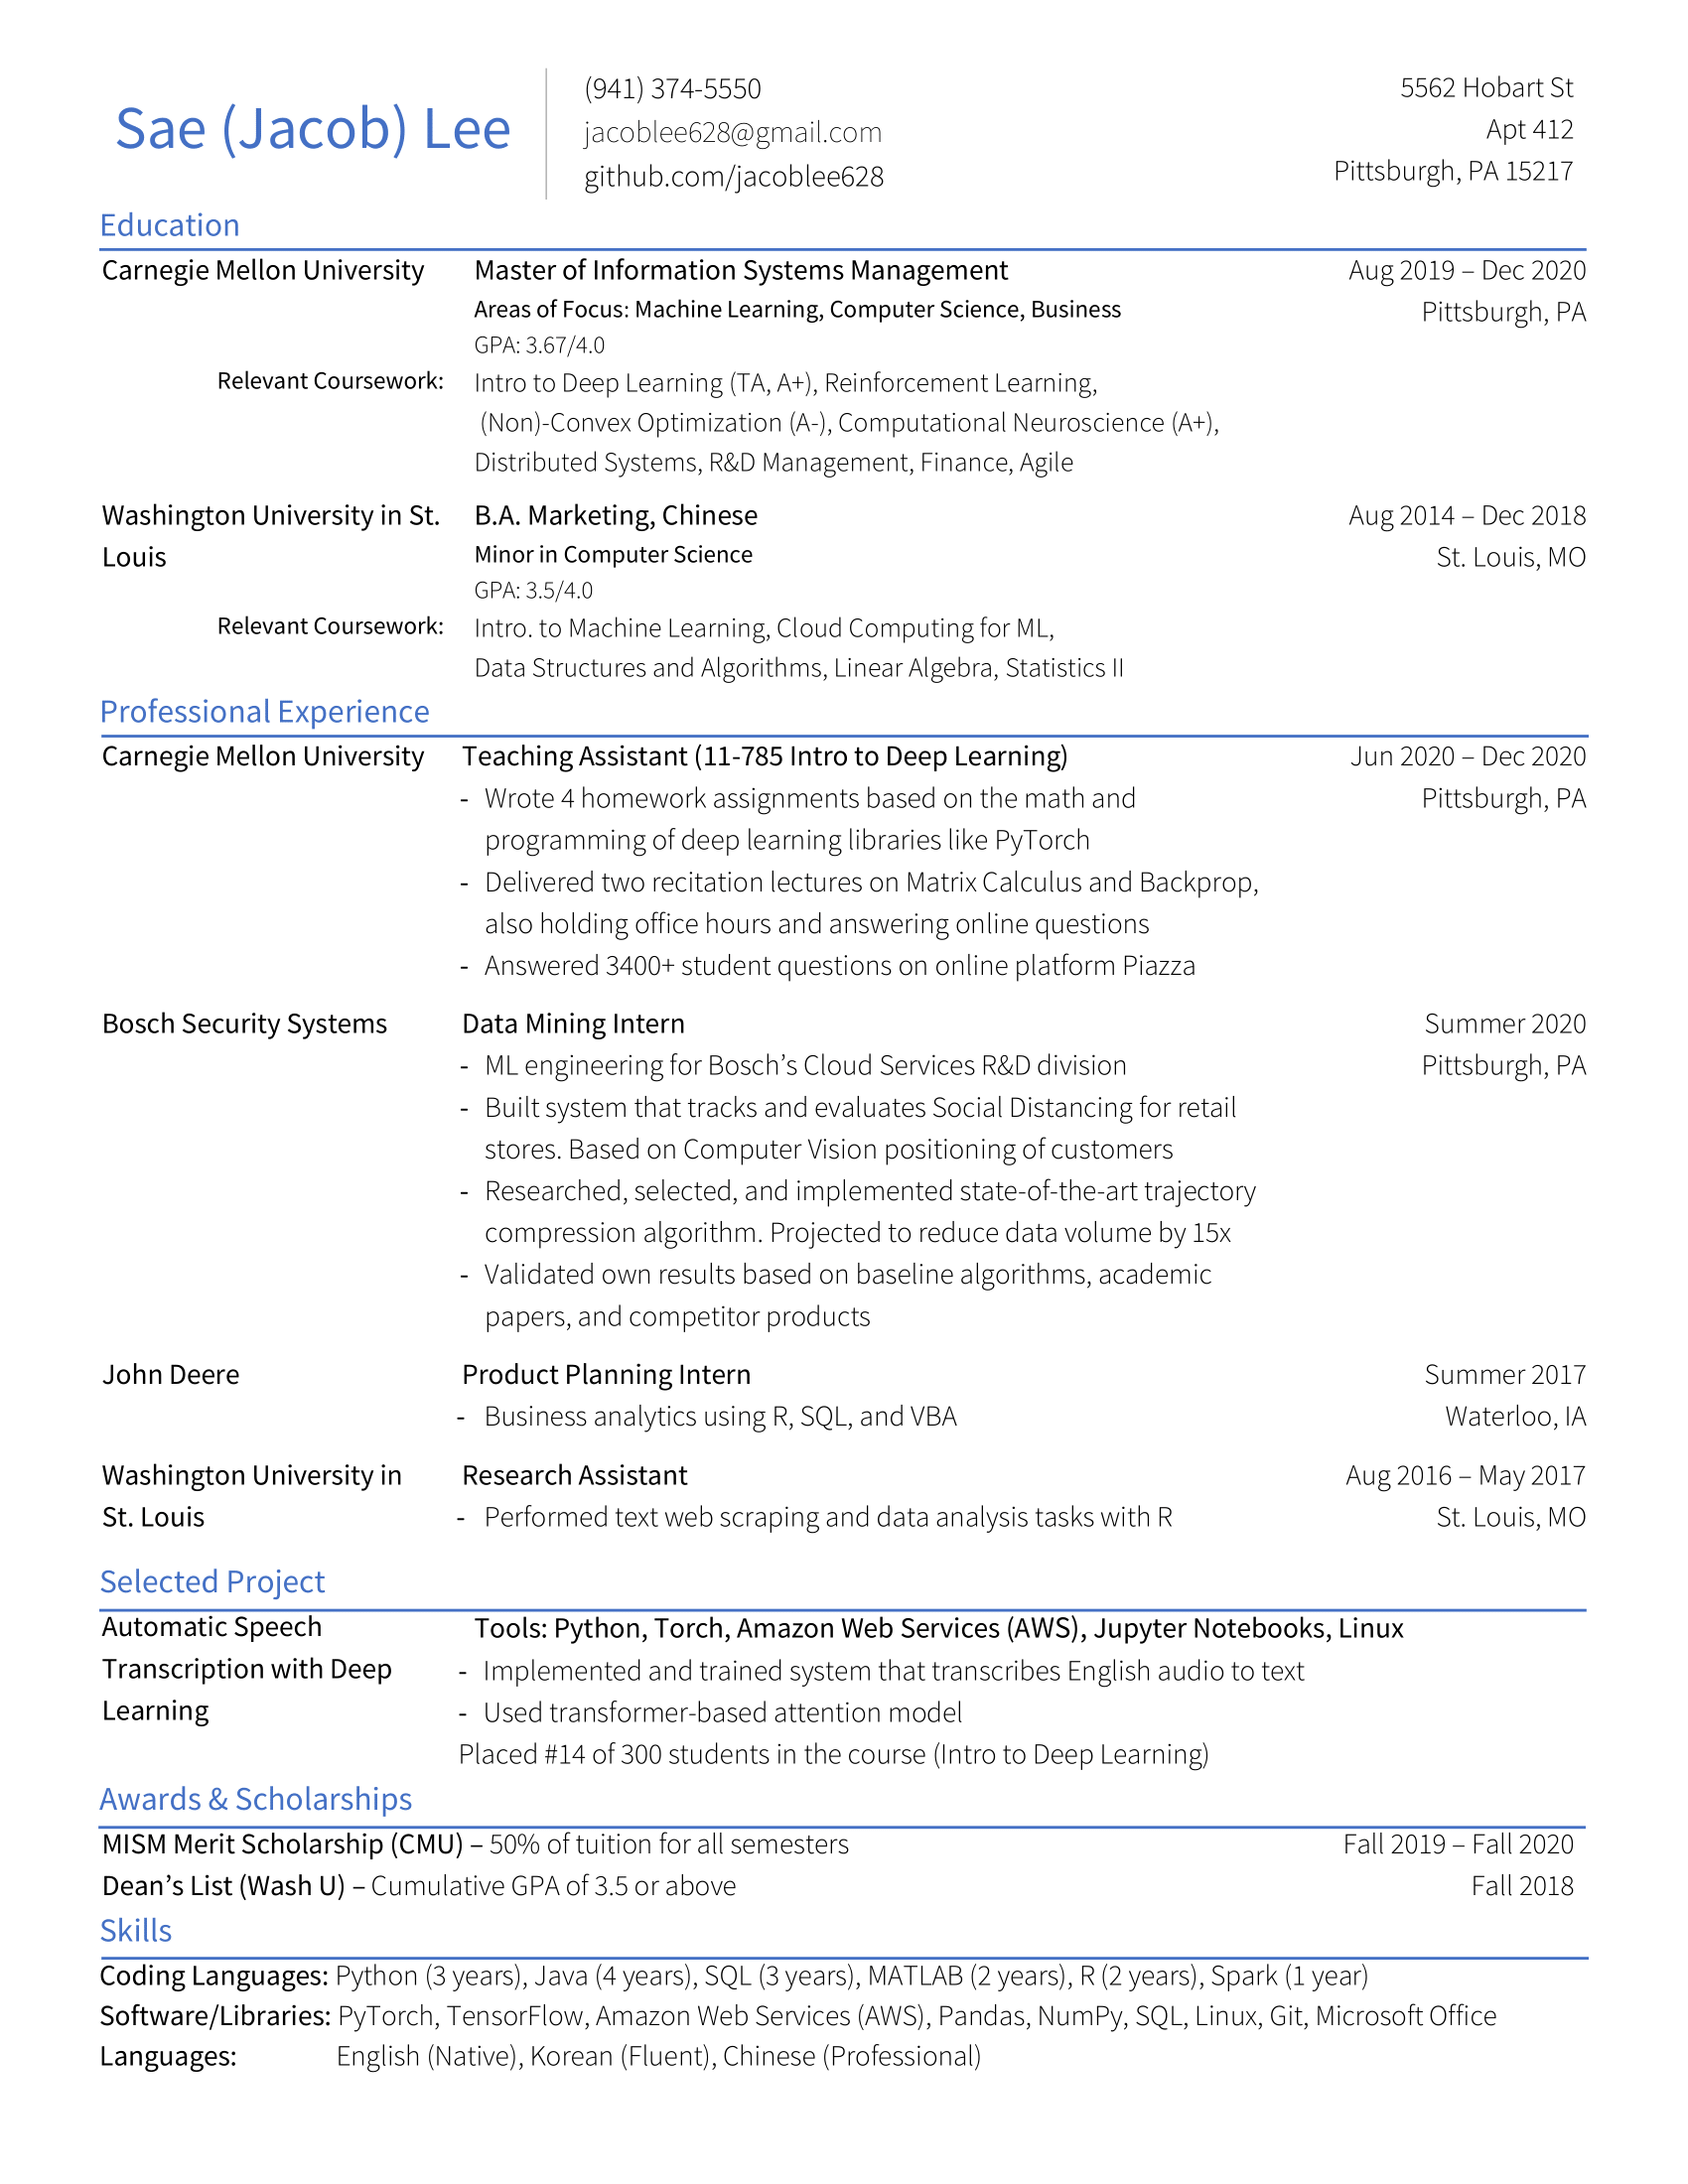 Sae (Jacob) Lee
(941) 374-5550
jacoblee628@gmail.com
github.com/jacoblee628
5562 Hobart St
Apt 412
Pittsburgh, PA 15217
Education
Carnegie Mellon University Master of Information Systems Management Aug 2019 – Dec 2020
Areas of Focus: Machine Learning, Computer Science, Business Pittsburgh, PA
GPA: 3.67/4.0
Relevant Coursework: Intro to Deep Learning (TA, A+), Reinforcement Learning,
(Non)-Convex Optimization (A-), Computational Neuroscience (A+),
Distributed Systems, R&D Management, Finance, Agile
Washington University in St. B.A. Marketing, Chinese Aug 2014 – Dec 2018
Louis Minor in Computer Science St. Louis, MO
GPA: 3.5/4.0
Relevant Coursework: Intro. to Machine Learning, Cloud Computing for ML,
Data Structures and Algorithms, Linear Algebra, Statistics II
Professional Experience
Carnegie Mellon University Teaching Assistant (11-785 Intro to Deep Learning) Jun 2020 – Dec 2020
- Wrote 4 homework assignments based on the math and Pittsburgh, PA
programming of deep learning libraries like PyTorch
- Delivered two recitation lectures on Matrix Calculus and Backprop,
also holding office hours and answering online questions
- Answered 3400+ student questions on online platform Piazza
Bosch Security Systems Data Mining Intern Summer 2020
- ML engineering for Bosch’s Cloud Services R&D division Pittsburgh, PA
- Built system that tracks and evaluates Social Distancing for retail
stores. Based on Computer Vision positioning of customers
- Researched, selected, and implemented state-of-the-art trajectory
compression algorithm. Projected to reduce data volume by 15x
- Validated own results based on baseline algorithms, academic
papers, and competitor products
John Deere Product Planning Intern Summer 2017
- Business analytics using R, SQL, and VBA Waterloo, IA
Washington University in Research Assistant Aug 2016 – May 2017
St. Louis - Performed text web scraping and data analysis tasks with R St. Louis, MO
Selected Project
Automatic Speech Tools: Python, Torch, Amazon Web Services (AWS), Jupyter Notebooks, Linux
Transcription with Deep - Implemented and trained system that transcribes English audio to text
Learning - Used transformer-based attention model
Placed #14 of 300 students in the course (Intro to Deep Learning)
Awards & Scholarships
MISM Merit Scholarship (CMU) – 50% of tuition for all semesters Fall 2019 – Fall 2020
Dean’s List (Wash U) – Cumulative GPA of 3.5 or above Fall 2018
Skills
Coding Languages: Python (3 years), Java (4 years), SQL (3 years), MATLAB (2 years), R (2 years), Spark (1 year)
Software/Libraries: PyTorch, TensorFlow, Amazon Web Services (AWS), Pandas, NumPy, SQL, Linux, Git, Microsoft Office
Languages: English (Native), Korean (Fluent), Chinese (Professional)